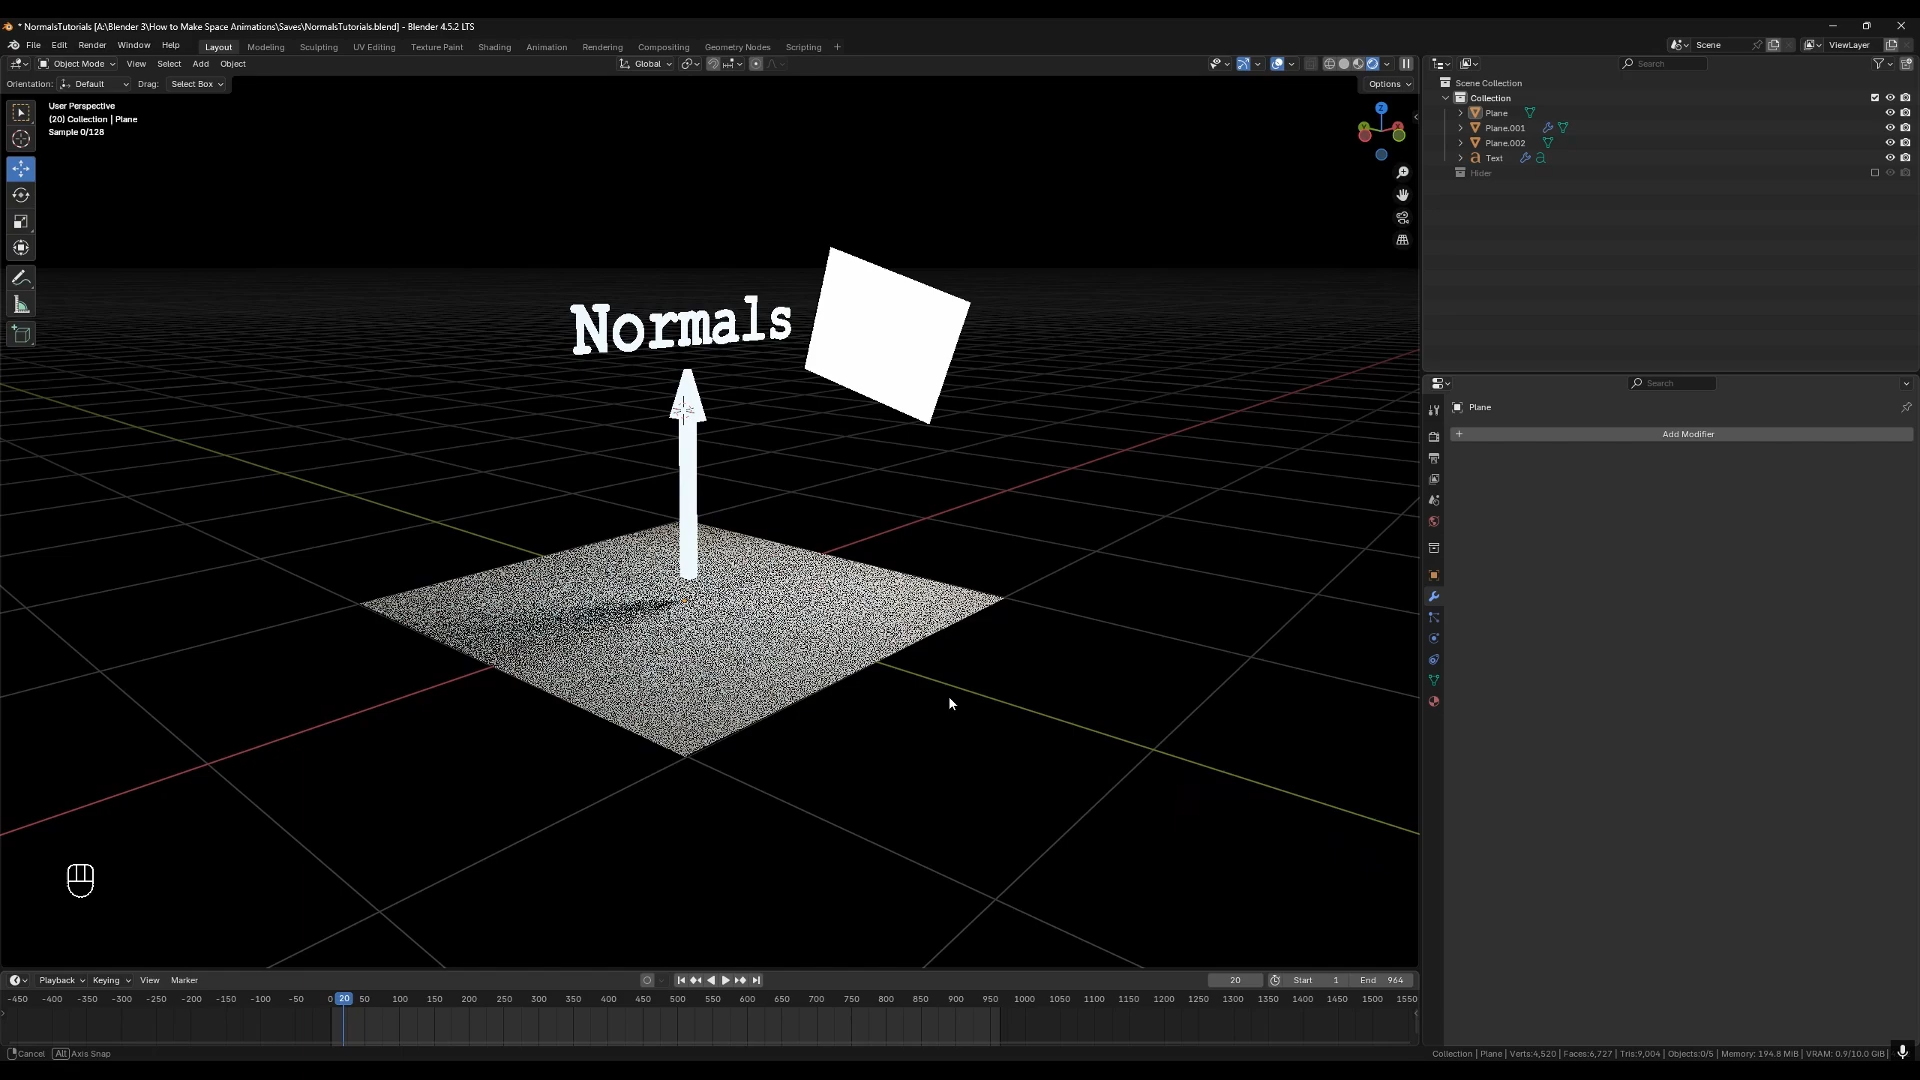 * NormalsTutorials [A:\Blender 3\How to Make Space Animations\Saves\NormalsTutorials.blend] - Blender 4.5.2 LTS
File Edit Render Window Help Layout Modeling Sculpting UV Editing Texture Paint Shading Animation Rendering Compositing Geometry Nodes Scripting + Scene ViewLayer
Object Mode View Select Add Object Global Search
Orientation: Default Drag: Select Box Options
User Perspective
(20) Collection | Plane
Sample 0/128
Z
Scene Collection
Collection
Plane
Plane.001
Plane.002
Text
Hider
Search
Plane
+ Add Modifier
Normals
Playback Keying View Marker 20 Start 1 End 964
-450 -400 -350 -300 -250 -200 -150 -100 -50 0 20 50 100 150 200 250 300 350 400 450 500 550 600 650 700 750 800 850 900 950 1000 1050 1100 1150 1200 1250 1300 1350 1400 1450 1500 1550
Cancel Alt Axis Snap Collection | Plane | Verts:4,520 | Faces:6,727 | Tris:9,004 | Objects:0/5 | Memory: 194.8 MiB | VRAM: 0.9/10.0 GiB |